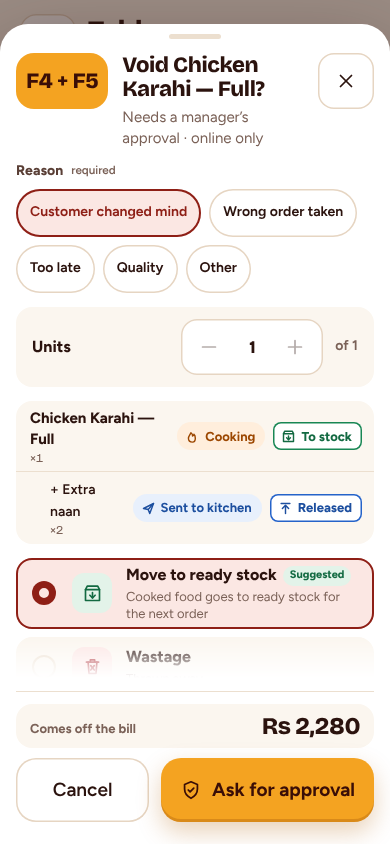 F4 + F5
Void Chicken
Karahi — Full?
Needs a manager's
approval · online only
Reason required
Customer changed mind
Wrong order taken
Too late
Quality
Other
Units
1
of 1
Chicken Karahi —
Full
×1
Cooking
To stock
+ Extra
naan
×2
Sent to kitchen
Released
Move to ready stock Suggested
Cooked food goes to ready stock for
the next order
Wastage
Comes off the bill
Rs 2,280
Cancel
Ask for approval